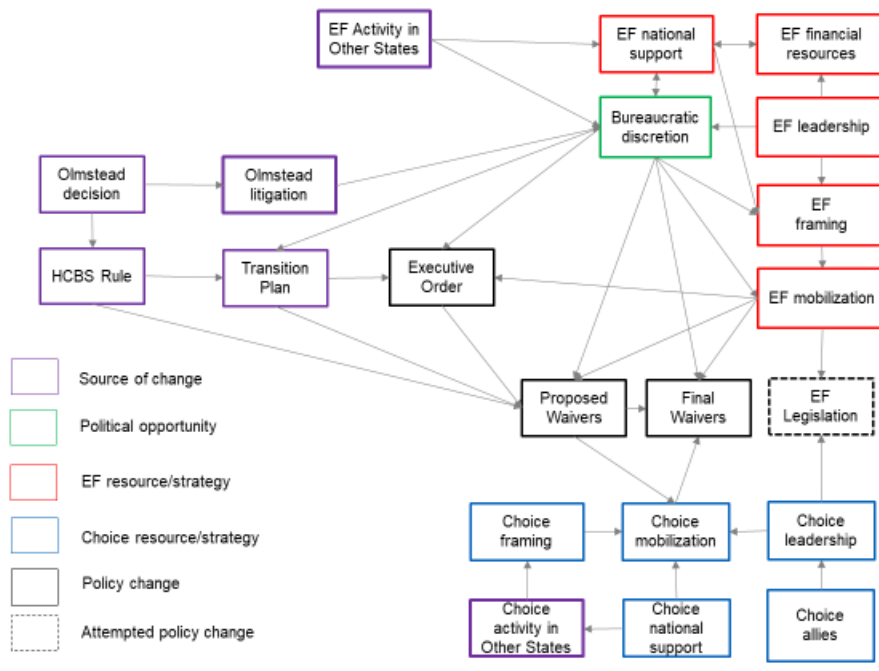 EF Activity in
Other States
EF national
support
EF financial
resources
Bureaucratic
discretion
EF leadership
Olmstead
decision
Olmstead
litigation
EF
framing
HCBS Rule
Transition
Plan
Executive
Order
EF mobilization
Source of change
Political opportunity
EF resource/strategy
Choice resource/strategy
Policy change
Attempted policy change
Proposed
Waivers
Final
Waivers
EF
Legislation
Choice
framing
Choice
mobilization
Choice
leadership
Choice
activity in
Other States
Choice
national
support
Choice
allies